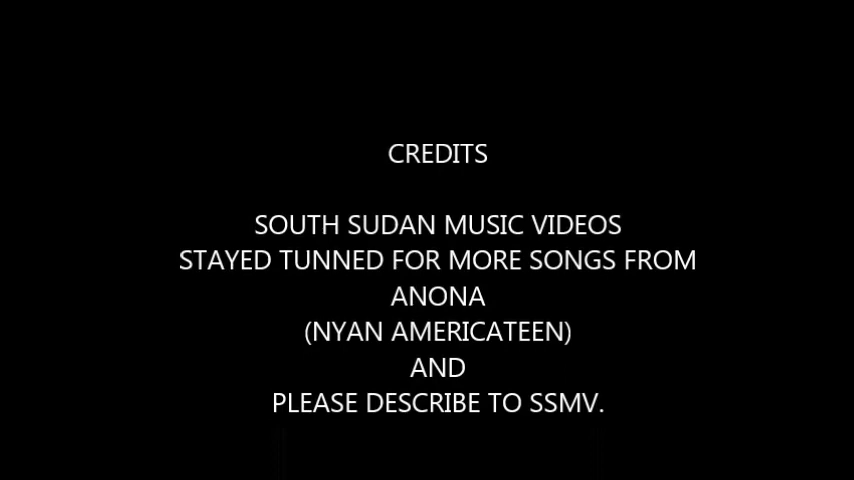 CREDITS
SOUTH SUDAN MUSIC VIDEOS
STAYED TUNNED FOR MORE SONGS FROM
ANONA
(NYAN AMERICATEEN)
AND
PLEASE DESCRIBE TO SSMV.